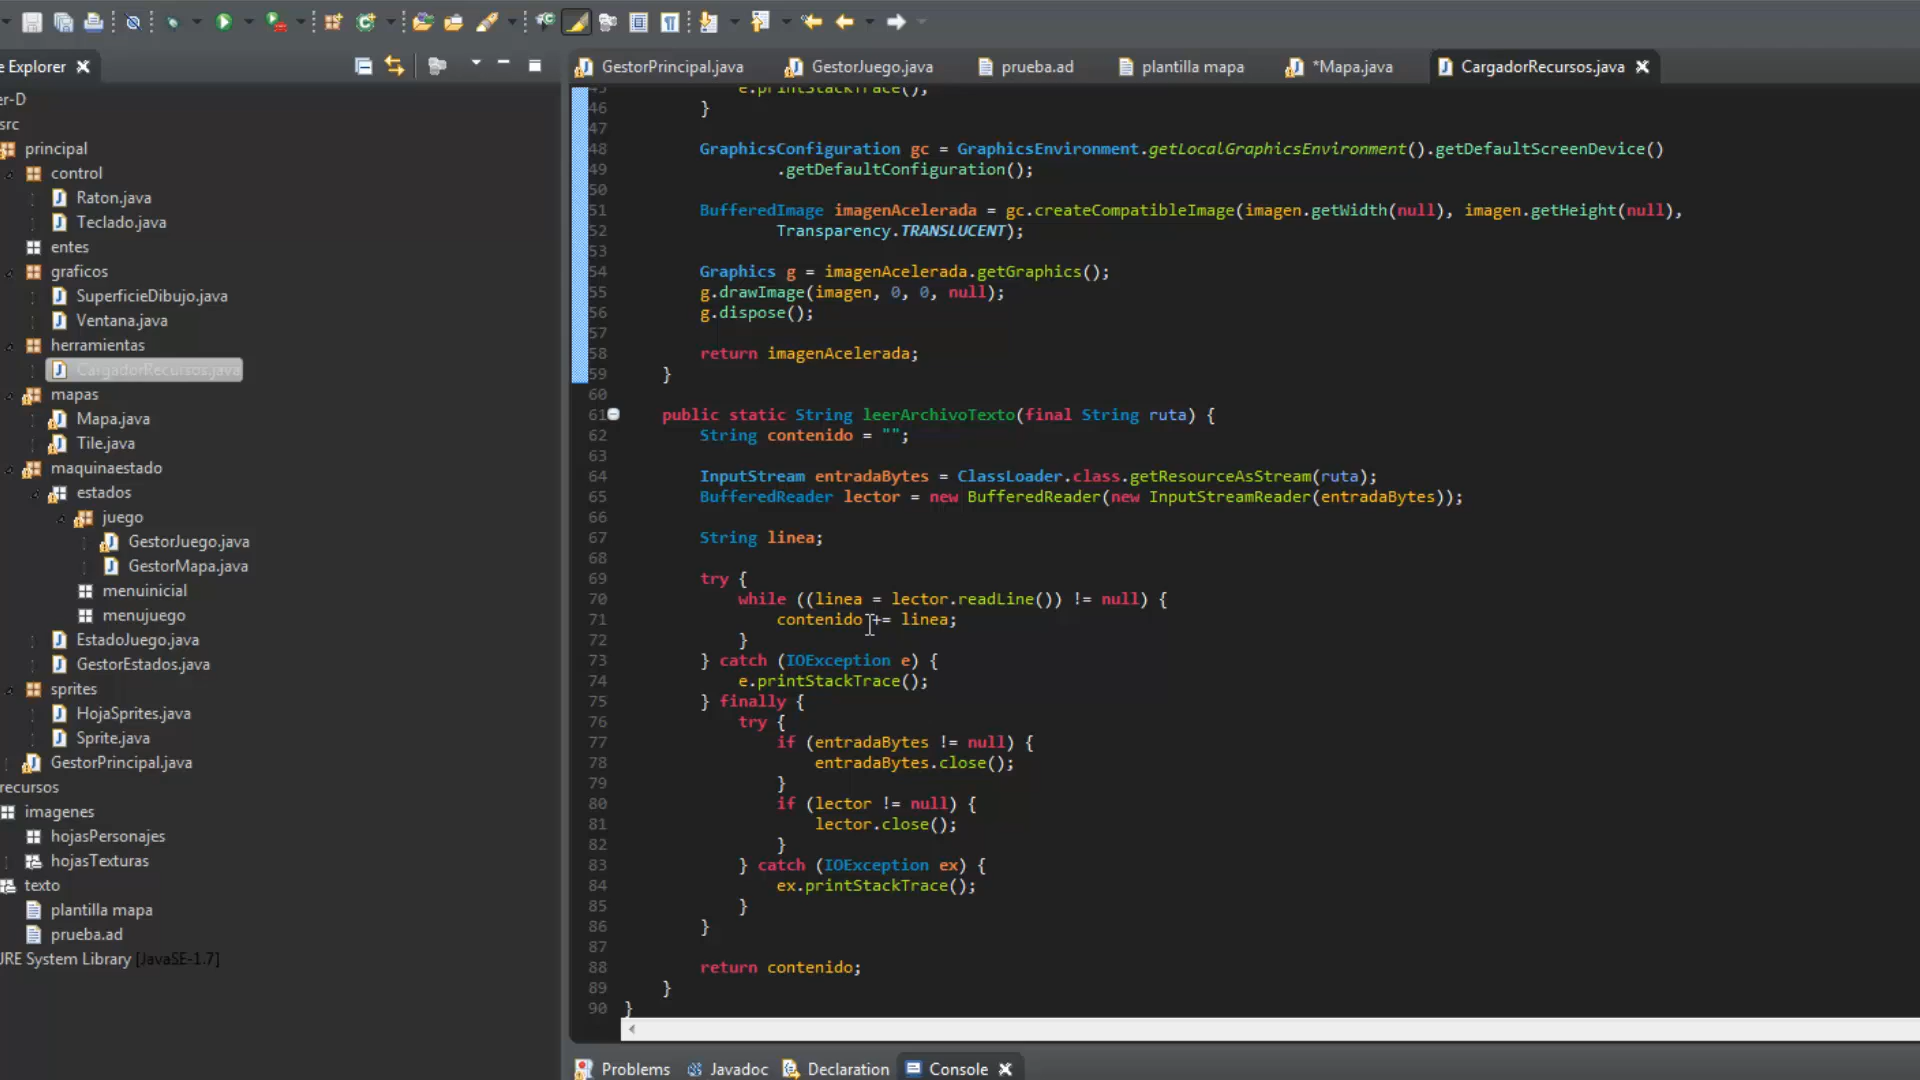 e Explorer
GestorPrincipal.java
GestorJuego.java
prueba.ad
plantilla mapa
*Mapa.java
CargadorRecursos.java
er-D
src
principal
control
Raton.java
Teclado.java
entes
graficos
SuperficieDibujo.java
Ventana.java
herramientas
CargadorRecursos.java
mapas
Mapa.java
Tile.java
maquinaestado
estados
juego
GestorJuego.java
GestorMapa.java
menuinicial
menujuego
EstadoJuego.java
GestorEstados.java
sprites
HojaSprites.java
Sprite.java
GestorPrincipal.java
recursos
imagenes
hojasPersonajes
hojasTexturas
texto
plantilla mapa
prueba.ad
JRE System Library [JavaSE-1.7]
45 e.printStackTrace();
46 }
47
48 GraphicsConfiguration gc = GraphicsEnvironment.getLocalGraphicsEnvironment().getDefaultScreenDevice()
49 .getDefaultConfiguration();
50
51 BufferedImage imagenAcelerada = gc.createCompatibleImage(imagen.getWidth(null), imagen.getHeight(null),
52 Transparency.TRANSLUCENT);
53
54 Graphics g = imagenAcelerada.getGraphics();
55 g.drawImage(imagen, 0, 0, null);
56 g.dispose();
57
58 return imagenAcelerada;
59 }
60
61 public static String leerArchivoTexto(final String ruta) {
62 String contenido = "";
63
64 InputStream entradaBytes = ClassLoader.class.getResourceAsStream(ruta);
65 BufferedReader lector = new BufferedReader(new InputStreamReader(entradaBytes));
66
67 String linea;
68
69 try {
70 while ((linea = lector.readLine()) != null) {
71 contenido += linea;
72 }
73 } catch (IOException e) {
74 e.printStackTrace();
75 } finally {
76 try {
77 if (entradaBytes != null) {
78 entradaBytes.close();
79 }
80 if (lector != null) {
81 lector.close();
82 }
83 } catch (IOException ex) {
84 ex.printStackTrace();
85 }
86 }
87
88 return contenido;
89 }
90 }
Problems
Javadoc
Declaration
Console